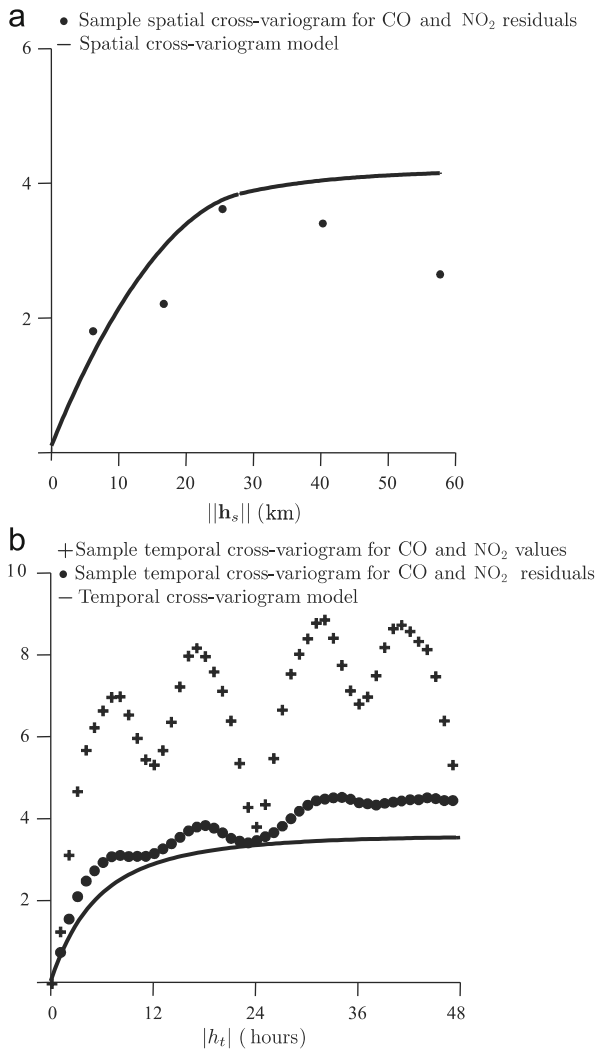 a
● Sample spatial cross-variogram for CO and NO₂ residuals
— Spatial cross-variogram model
6
4
2
0 10 20 30 40 50 60
||h_s|| (km)
b
+ Sample temporal cross-variogram for CO and NO₂ values
● Sample temporal cross-variogram for CO and NO₂ residuals
— Temporal cross-variogram model
10
8
6
4
2
0 12 24 36 48
|h_t| ( hours)